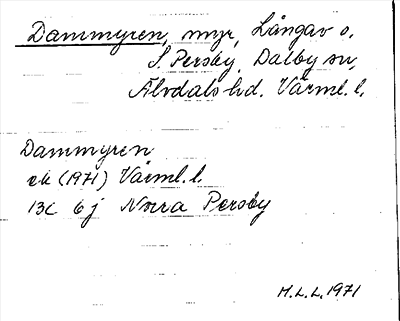 Dammyren, myr, Långav o.
S. Persby, Dalby sn,
Älvdals hd. Värml. l.
Dammyren
ek (1971) Värml. l.
13C 6j Norra Persby
M.L.L. 1971